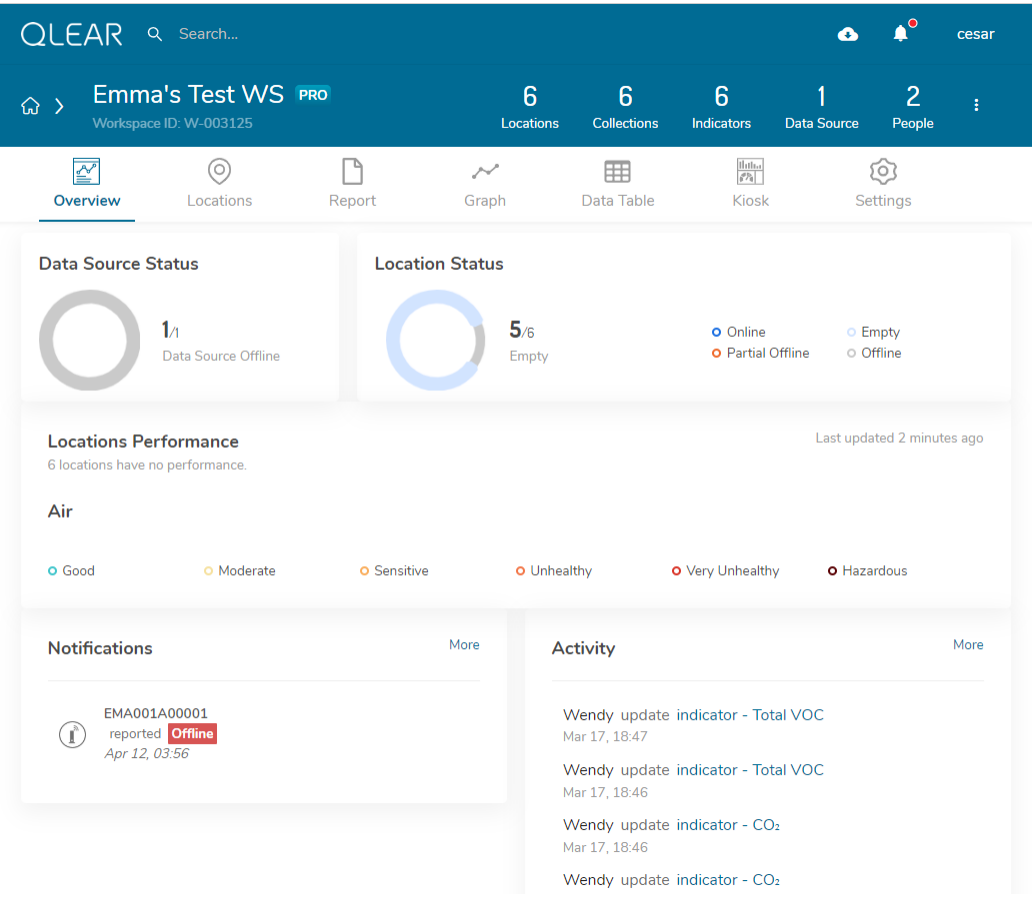 QLEAR Search... cesar
Emma's Test WS PRO
Workspace ID: W-003125
6 6 6 1 2
Locations Collections Indicators Data Source People
Overview Locations Report Graph Data Table Kiosk Settings
Data Source Status
1/1
Data Source Offline
Location Status
5/6
Empty
Online Empty
Partial Offline Offline
Locations Performance Last updated 2 minutes ago
6 locations have no performance.
Air
Good Moderate Sensitive Unhealthy Very Unhealthy Hazardous
Notifications More
EMA001A00001
reported Offline
Apr 12, 03:56
Activity More
Wendy update indicator - Total VOC
Mar 17, 18:47
Wendy update indicator - Total VOC
Mar 17, 18:46
Wendy update indicator - CO₂
Mar 17, 18:46
Wendy update indicator - CO₂